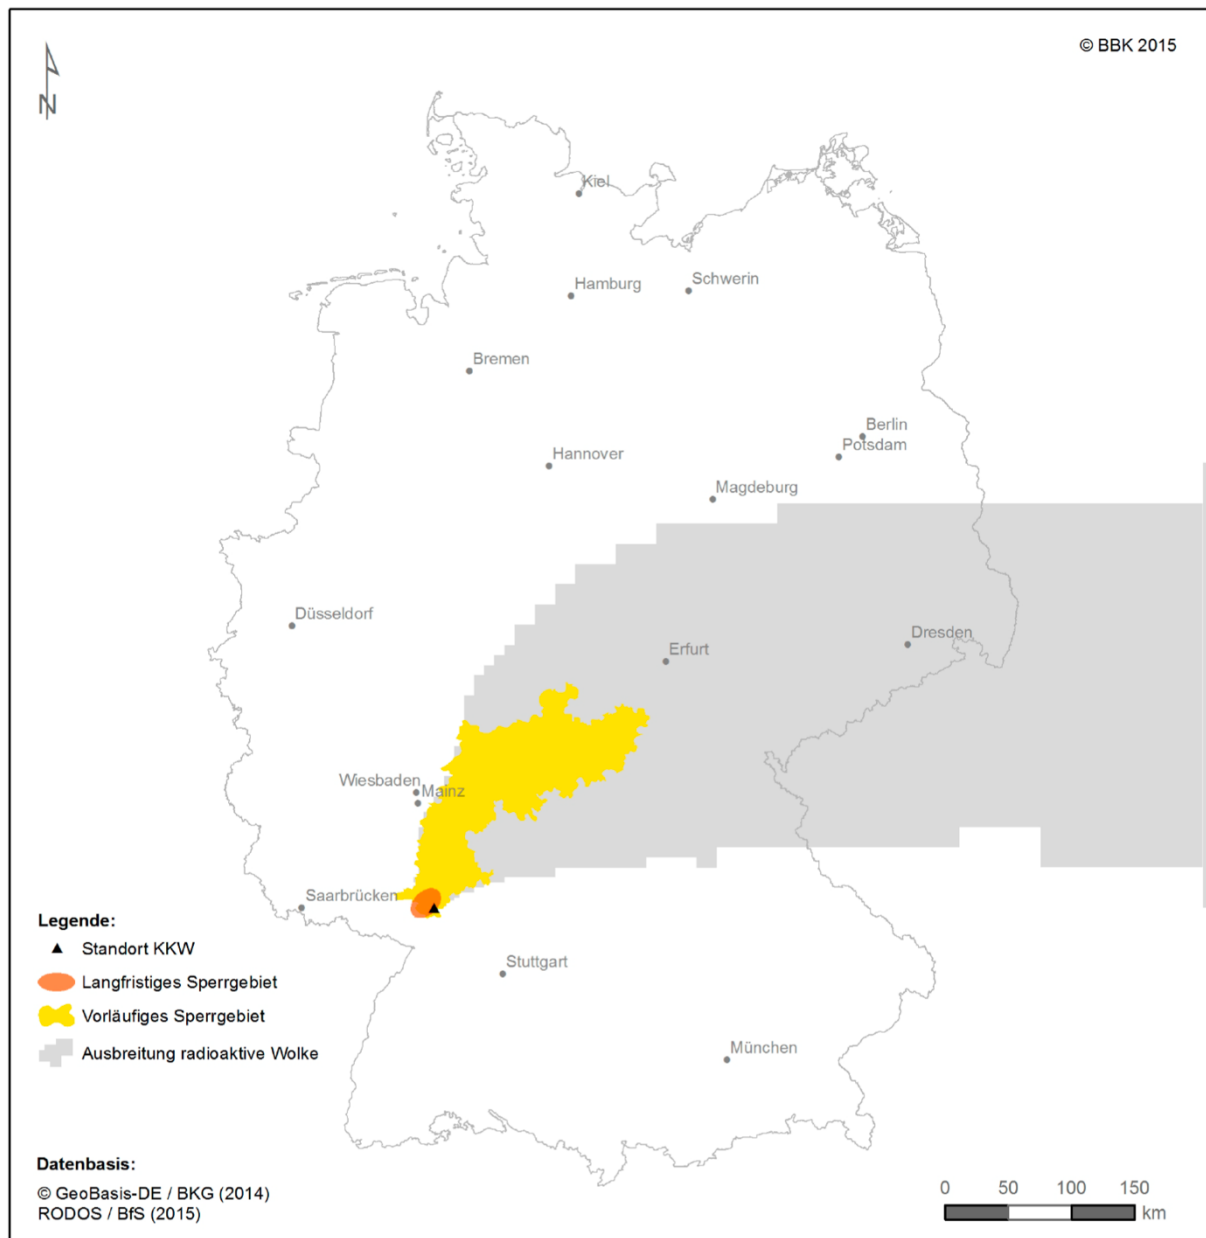 © BBK 2015
N
Kiel
Hamburg
Schwerin
Bremen
Berlin
Potsdam
Hannover
Magdeburg
Düsseldorf
Dresden
Erfurt
Wiesbaden
Mainz
Saarbrücken
Stuttgart
München
Legende:
Standort KKW
Langfristiges Sperrgebiet
Vorläufiges Sperrgebiet
Ausbreitung radioaktive Wolke
Datenbasis:
© GeoBasis-DE / BKG (2014)
RODOS / BfS (2015)
0 50 100 150
km